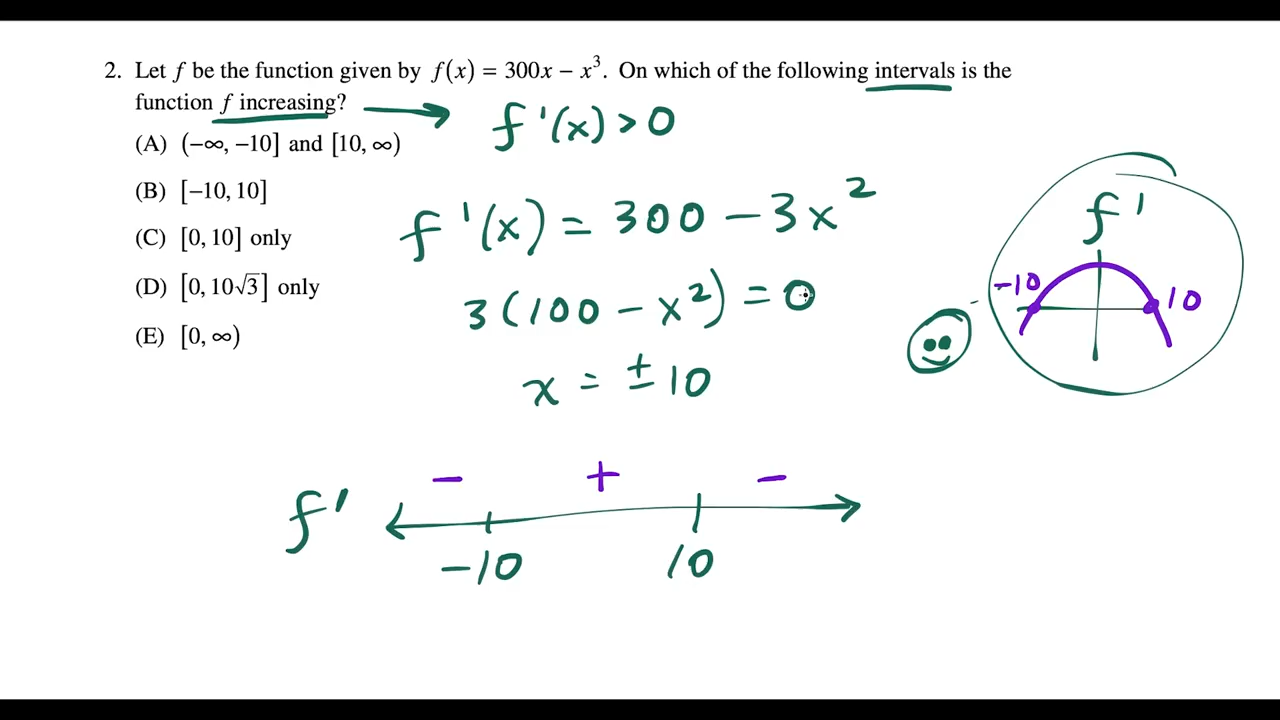 2. Let f be the function given by f(x) = 300x − x³. On which of the following intervals is the
function f increasing?
f'(x) > 0
(A) (−∞, −10] and [10, ∞)
(B) [−10, 10]
(C) [0, 10] only
(D) [0, 10√3] only
(E) [0, ∞)
f'(x) = 300 − 3x²
3(100 − x²) = 0
x = ± 10
f'
−10
10
− + −
f'
−10 10